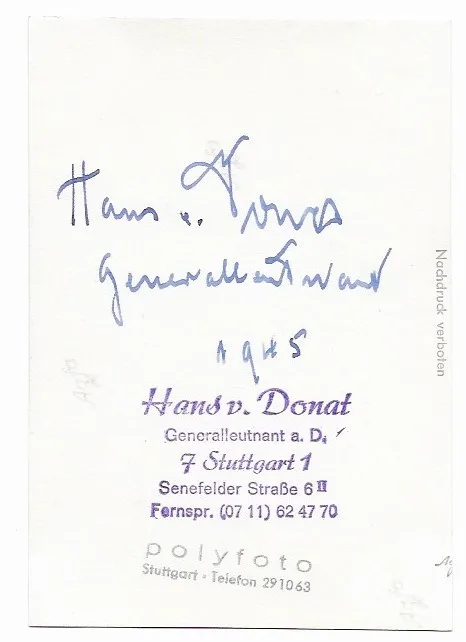 Hans v. Donat
Generalleutnant
1945
Hans v. Donat
Generalleutnant a. D.
7 Stuttgart 1
Senefelder Straße 6 II
Fernspr. (07 11) 62 47 70
polyfoto
Stuttgart · Telefon 291063
Nachdruck verboten